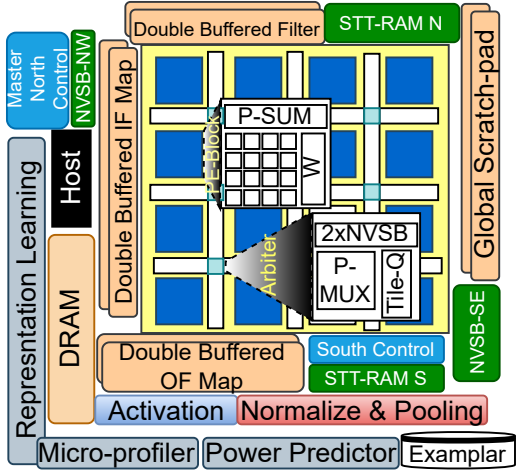 Double Buffered Filter
STT-RAM N
Master
North
Control
NVSB-NW
Double Buffered IF Map
Global Scratch-pad
P-SUM
PE-Block
W
Host
Represntation Learning
2xNVSB
Arbiter
P-
MUX
Tile-Q
DRAM
NVSB-SE
Double Buffered
OF Map
South Control
STT-RAM S
Activation
Normalize & Pooling
Micro-profiler
Power Predictor
Examplar